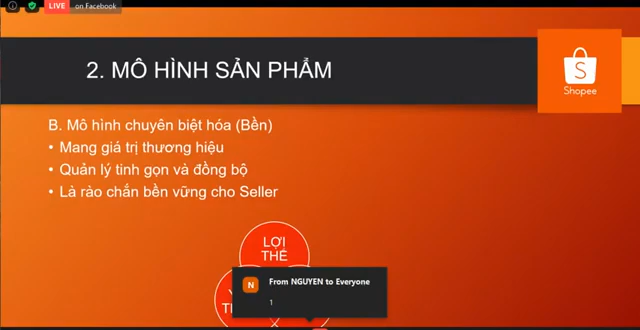 LIVE on Facebook
2. MÔ HÌNH SẢN PHẨM
S
Shopee
B. Mô hình chuyên biệt hóa (Bền)
• Mang giá trị thương hiệu
• Quản lý tinh gọn và đồng bộ
• Là rào chắn bền vững cho Seller
LỢI
THẾ
N
From NGUYEN to Everyone
1